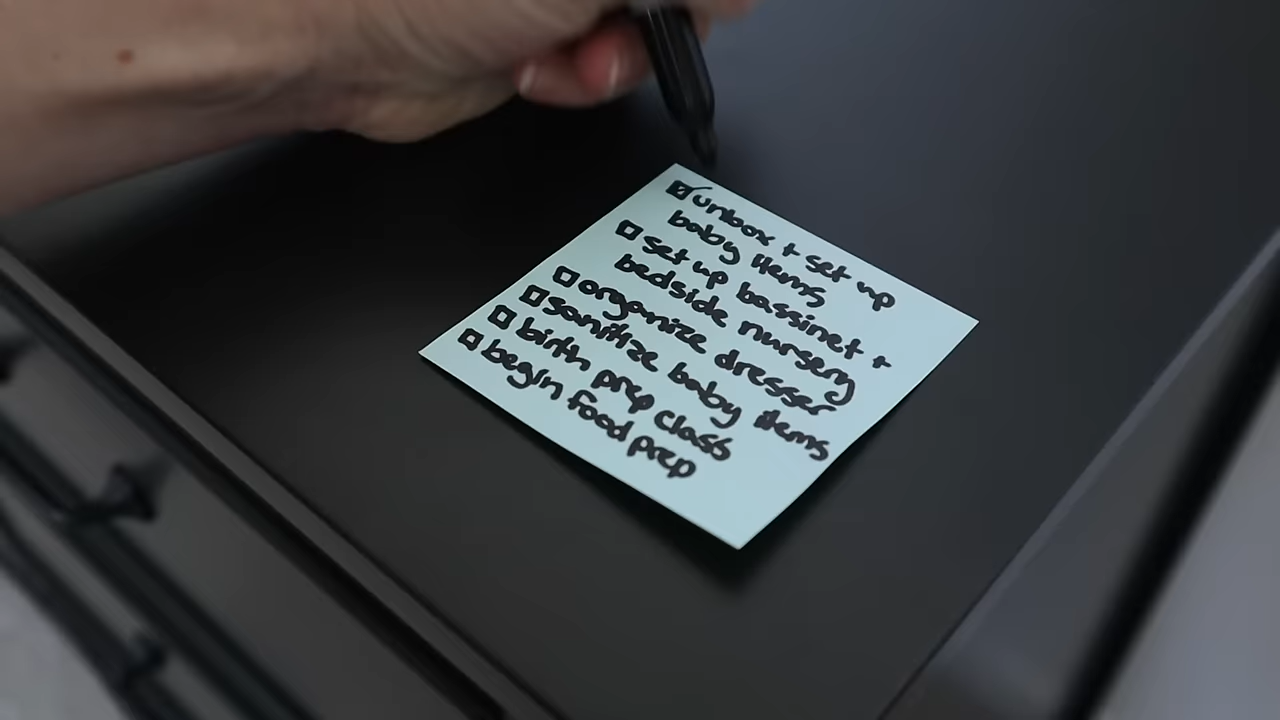 ☑ unbox + set up
baby items
☐ set up bassinet +
bedside nursery
☐ organize dresser
☐ sanitize baby items
☐ birth prep class
☐ begin food prep